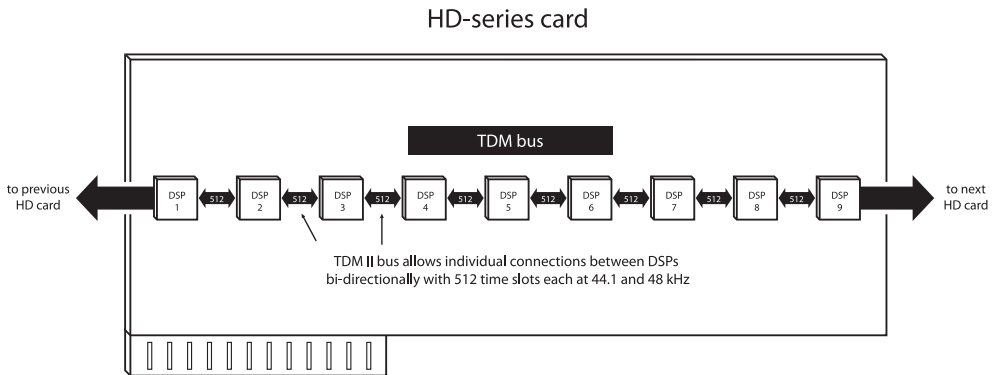 HD-series card
TDM bus
to previous
HD card
DSP
1
512
DSP
2
512
DSP
3
512
DSP
4
512
DSP
5
512
DSP
6
512
DSP
7
512
DSP
8
512
DSP
9
to next
HD card
TDM II bus allows individual connections between DSPs
bi-directionally with 512 time slots each at 44.1 and 48 kHz